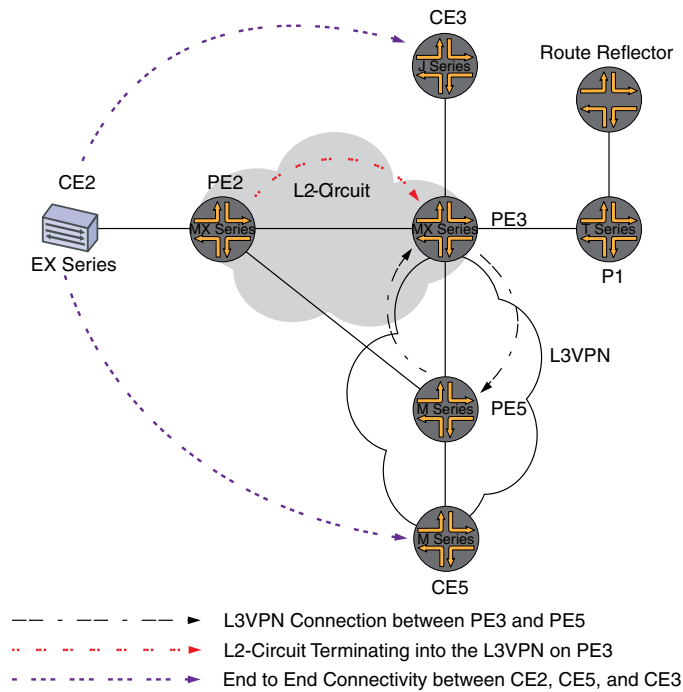 CE3
J Series
Route Reflector
CE2
PE2
L2-Circuit
MX Series
MX Series
PE3
T Series
EX Series
P1
L3VPN
M Series
PE5
M Series
CE5
L3VPN Connection between PE3 and PE5
L2-Circuit Terminating into the L3VPN on PE3
End to End Connectivity between CE2, CE5, and CE3